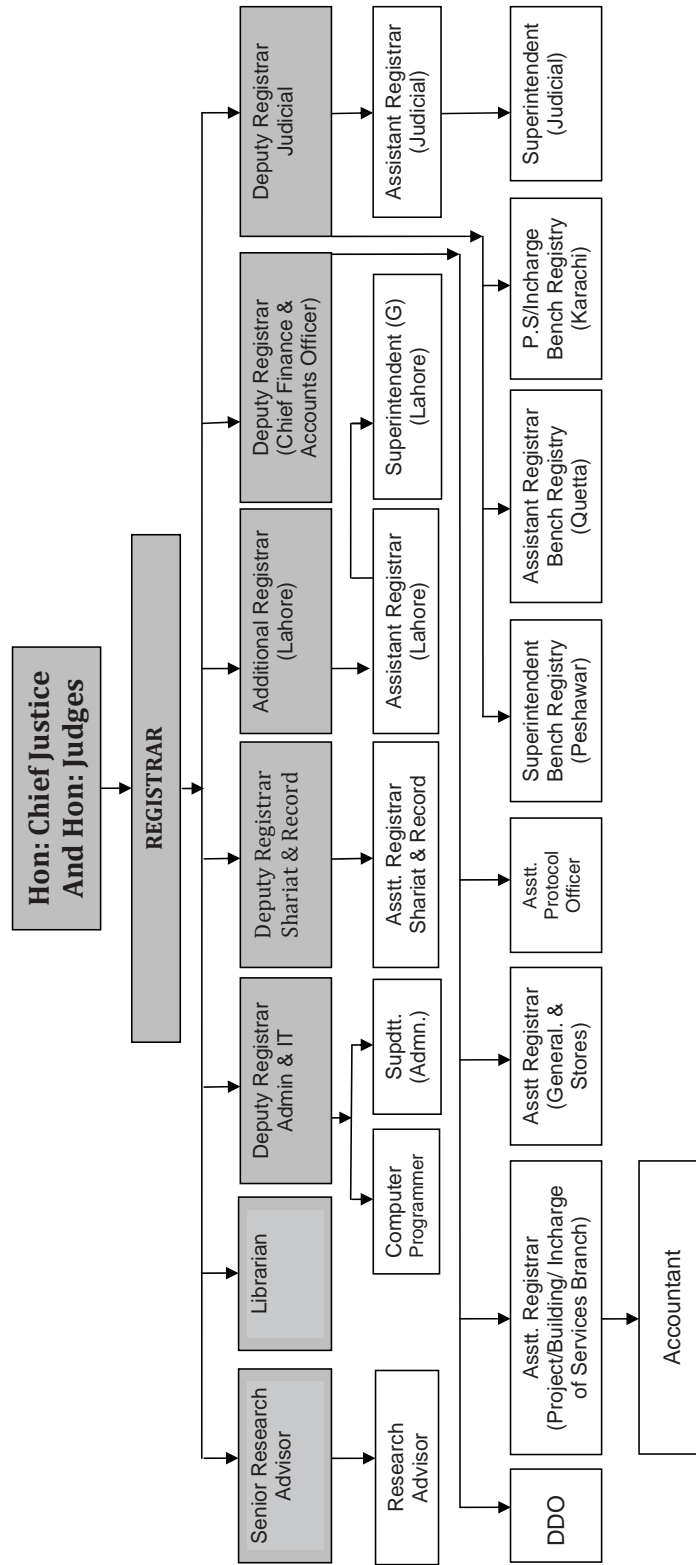 Hon: Chief Justice
And Hon: Judges
REGISTRAR
Senior Research
Advisor
Librarian
Deputy Registrar
Admin & IT
Deputy Registrar
Shariat & Record
Additional Registrar
(Lahore)
Deputy Registrar
(Chief Finance &
Accounts Officer)
Deputy Registrar
Judicial
Research
Advisor
Computer
Programmer
Supdtt.
(Admn.)
Asstt. Registrar
Shariat & Record
Assistant Registrar
(Lahore)
Superintendent (G)
(Lahore)
Assistant Registrar
(Judicial)
DDO
Asstt. Registrar
(Project/Building/ Incharge
of Services Branch)
Asstt Registrar
(General. &
Stores)
Asstt.
Protocol
Officer
Superintendent
Bench Registry
(Peshawar)
Assistant Registrar
Bench Registry
(Quetta)
P.S/Incharge
Bench Registry
(Karachi)
Superintendent
(Judicial)
Accountant